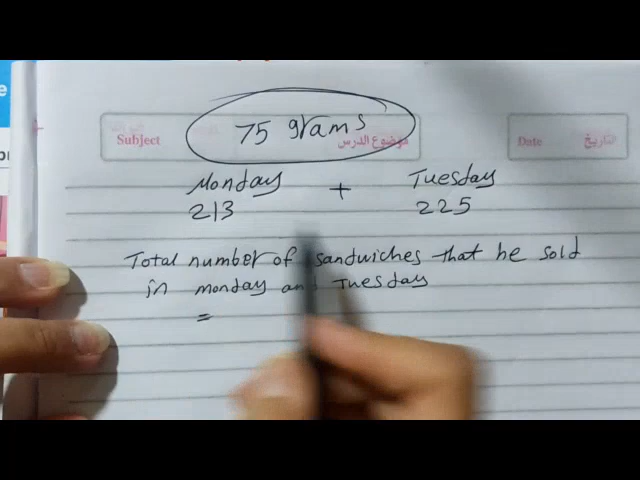 75 grams
Subject موضوع الدرس Date التاريخ
Monday + Tuesday
213 225
Total number of sandwiches that he sold
in monday and Tuesday
=